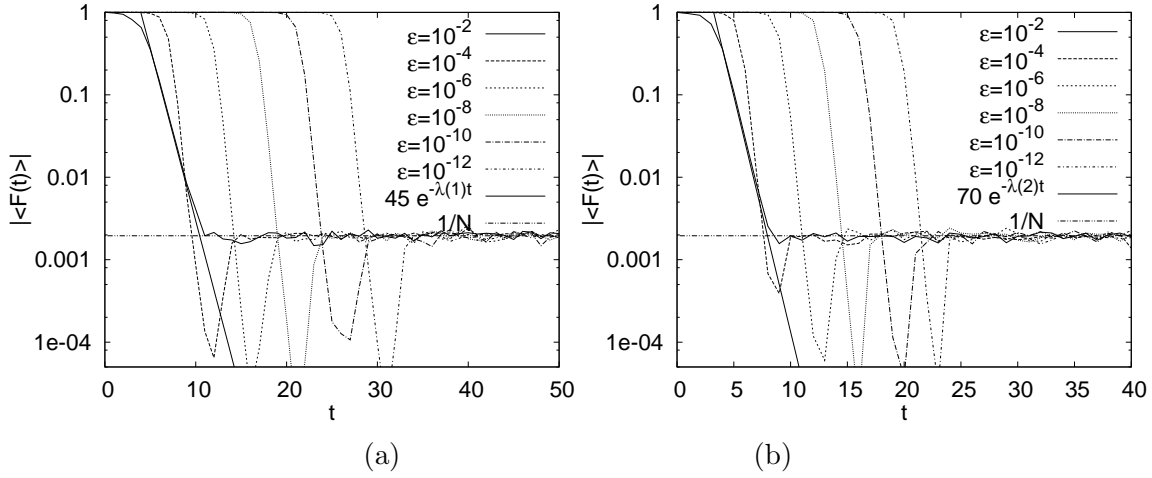 |<F(t)>|
1
0.1
0.01
0.001
1e-04
0 10 20 30 40 50
t
ε=10^-2
ε=10^-4
ε=10^-6
ε=10^-8
ε=10^-10
ε=10^-12
45 e^-λ(1)t
1/N
(a)
|<F(t)>|
1
0.1
0.01
0.001
1e-04
0 5 10 15 20 25 30 35 40
t
ε=10^-2
ε=10^-4
ε=10^-6
ε=10^-8
ε=10^-10
ε=10^-12
70 e^-λ(2)t
1/N
(b)